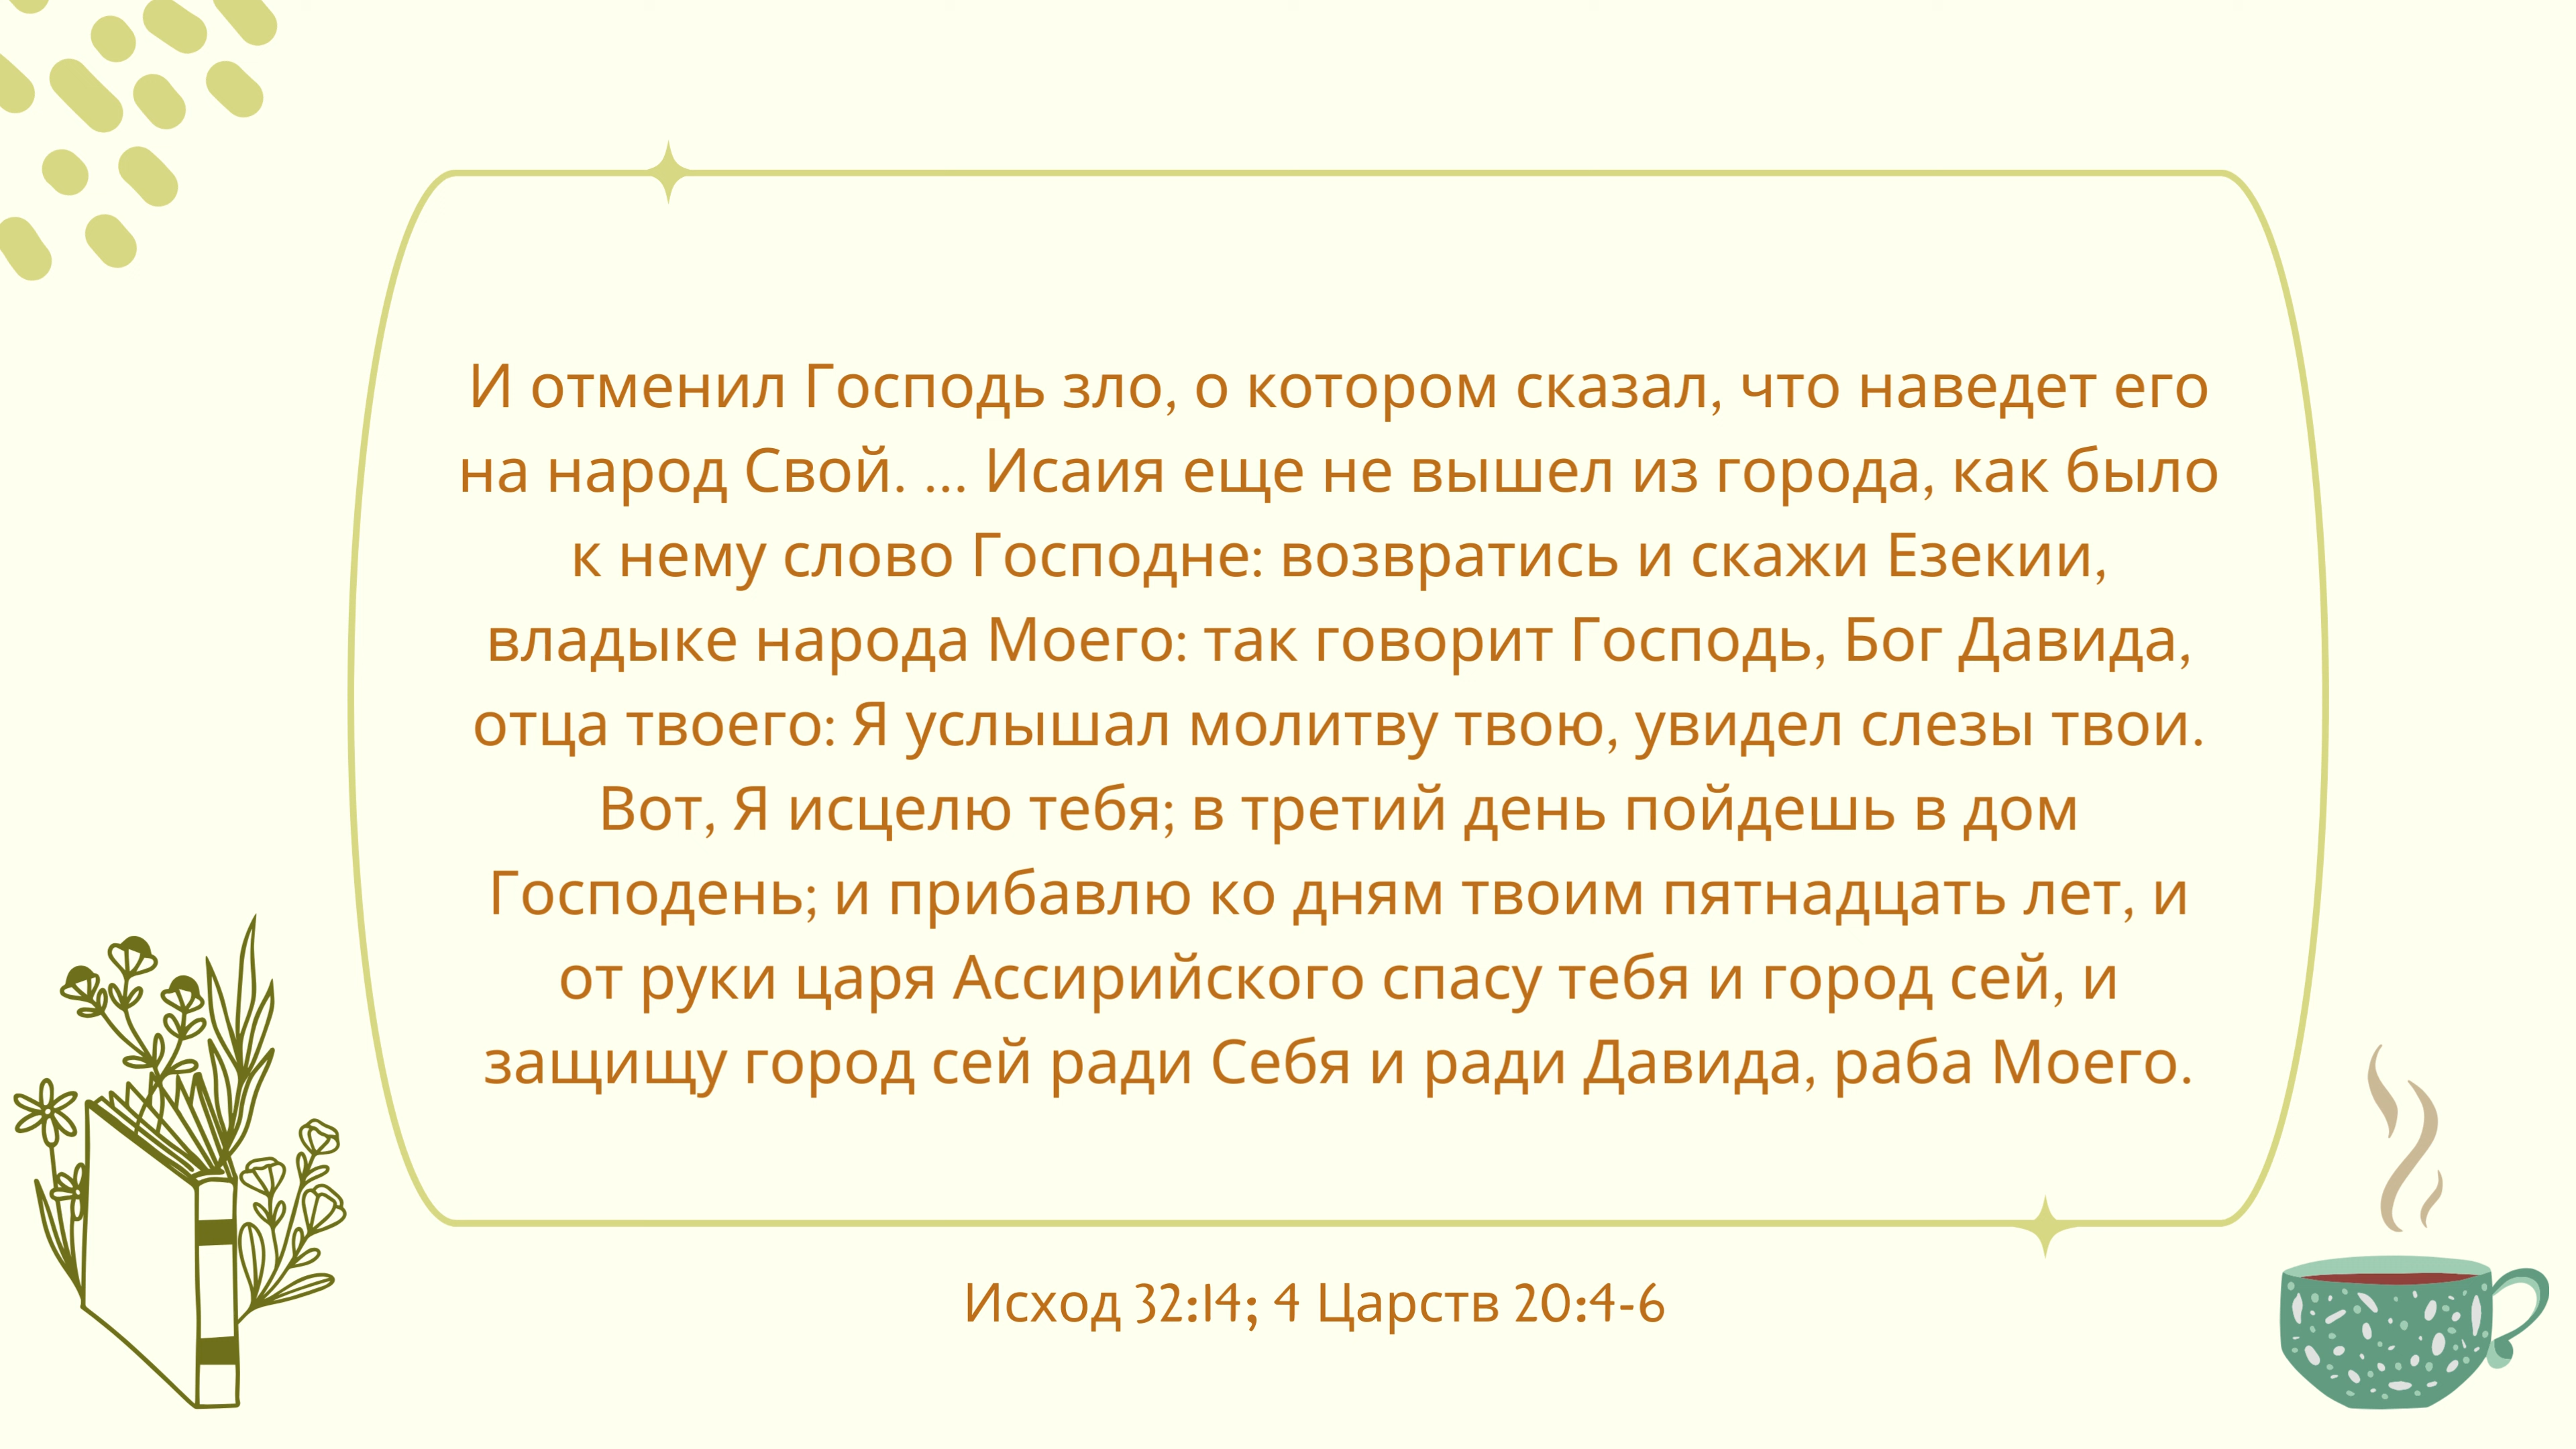 И отменил Господь зло, о котором сказал, что наведет его
на народ Свой. ... Исаия еще не вышел из города, как было
к нему слово Господне: возвратись и скажи Езекии,
владыке народа Моего: так говорит Господь, Бог Давида,
отца твоего: Я услышал молитву твою, увидел слезы твои.
Вот, Я исцелю тебя; в третий день пойдешь в дом
Господень; и прибавлю ко дням твоим пятнадцать лет, и
от руки царя Ассирийского спасу тебя и город сей, и
защищу город сей ради Себя и ради Давида, раба Моего.
Исход 32:14; 4 Царств 20:4-6